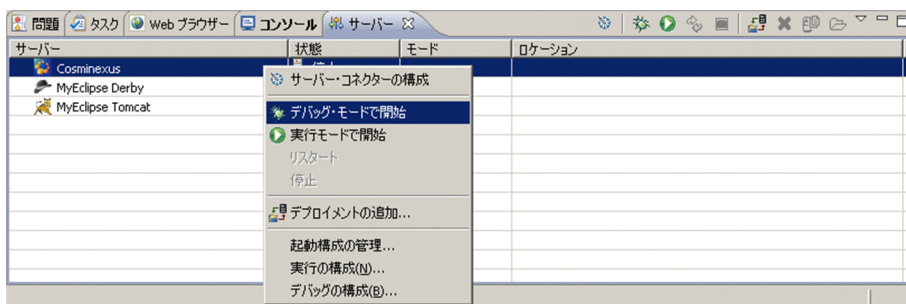 問題 タスク Web ブラウザー コンソール サーバー
サーバー 状態 モード ロケーション
Cosminexus
MyEclipse Derby
MyEclipse Tomcat
サーバー・コネクターの構成
デバッグ・モードで開始
実行モードで開始
リスタート
停止
デプロイメントの追加...
起動構成の管理...
実行の構成(N)...
デバッグの構成(B)...